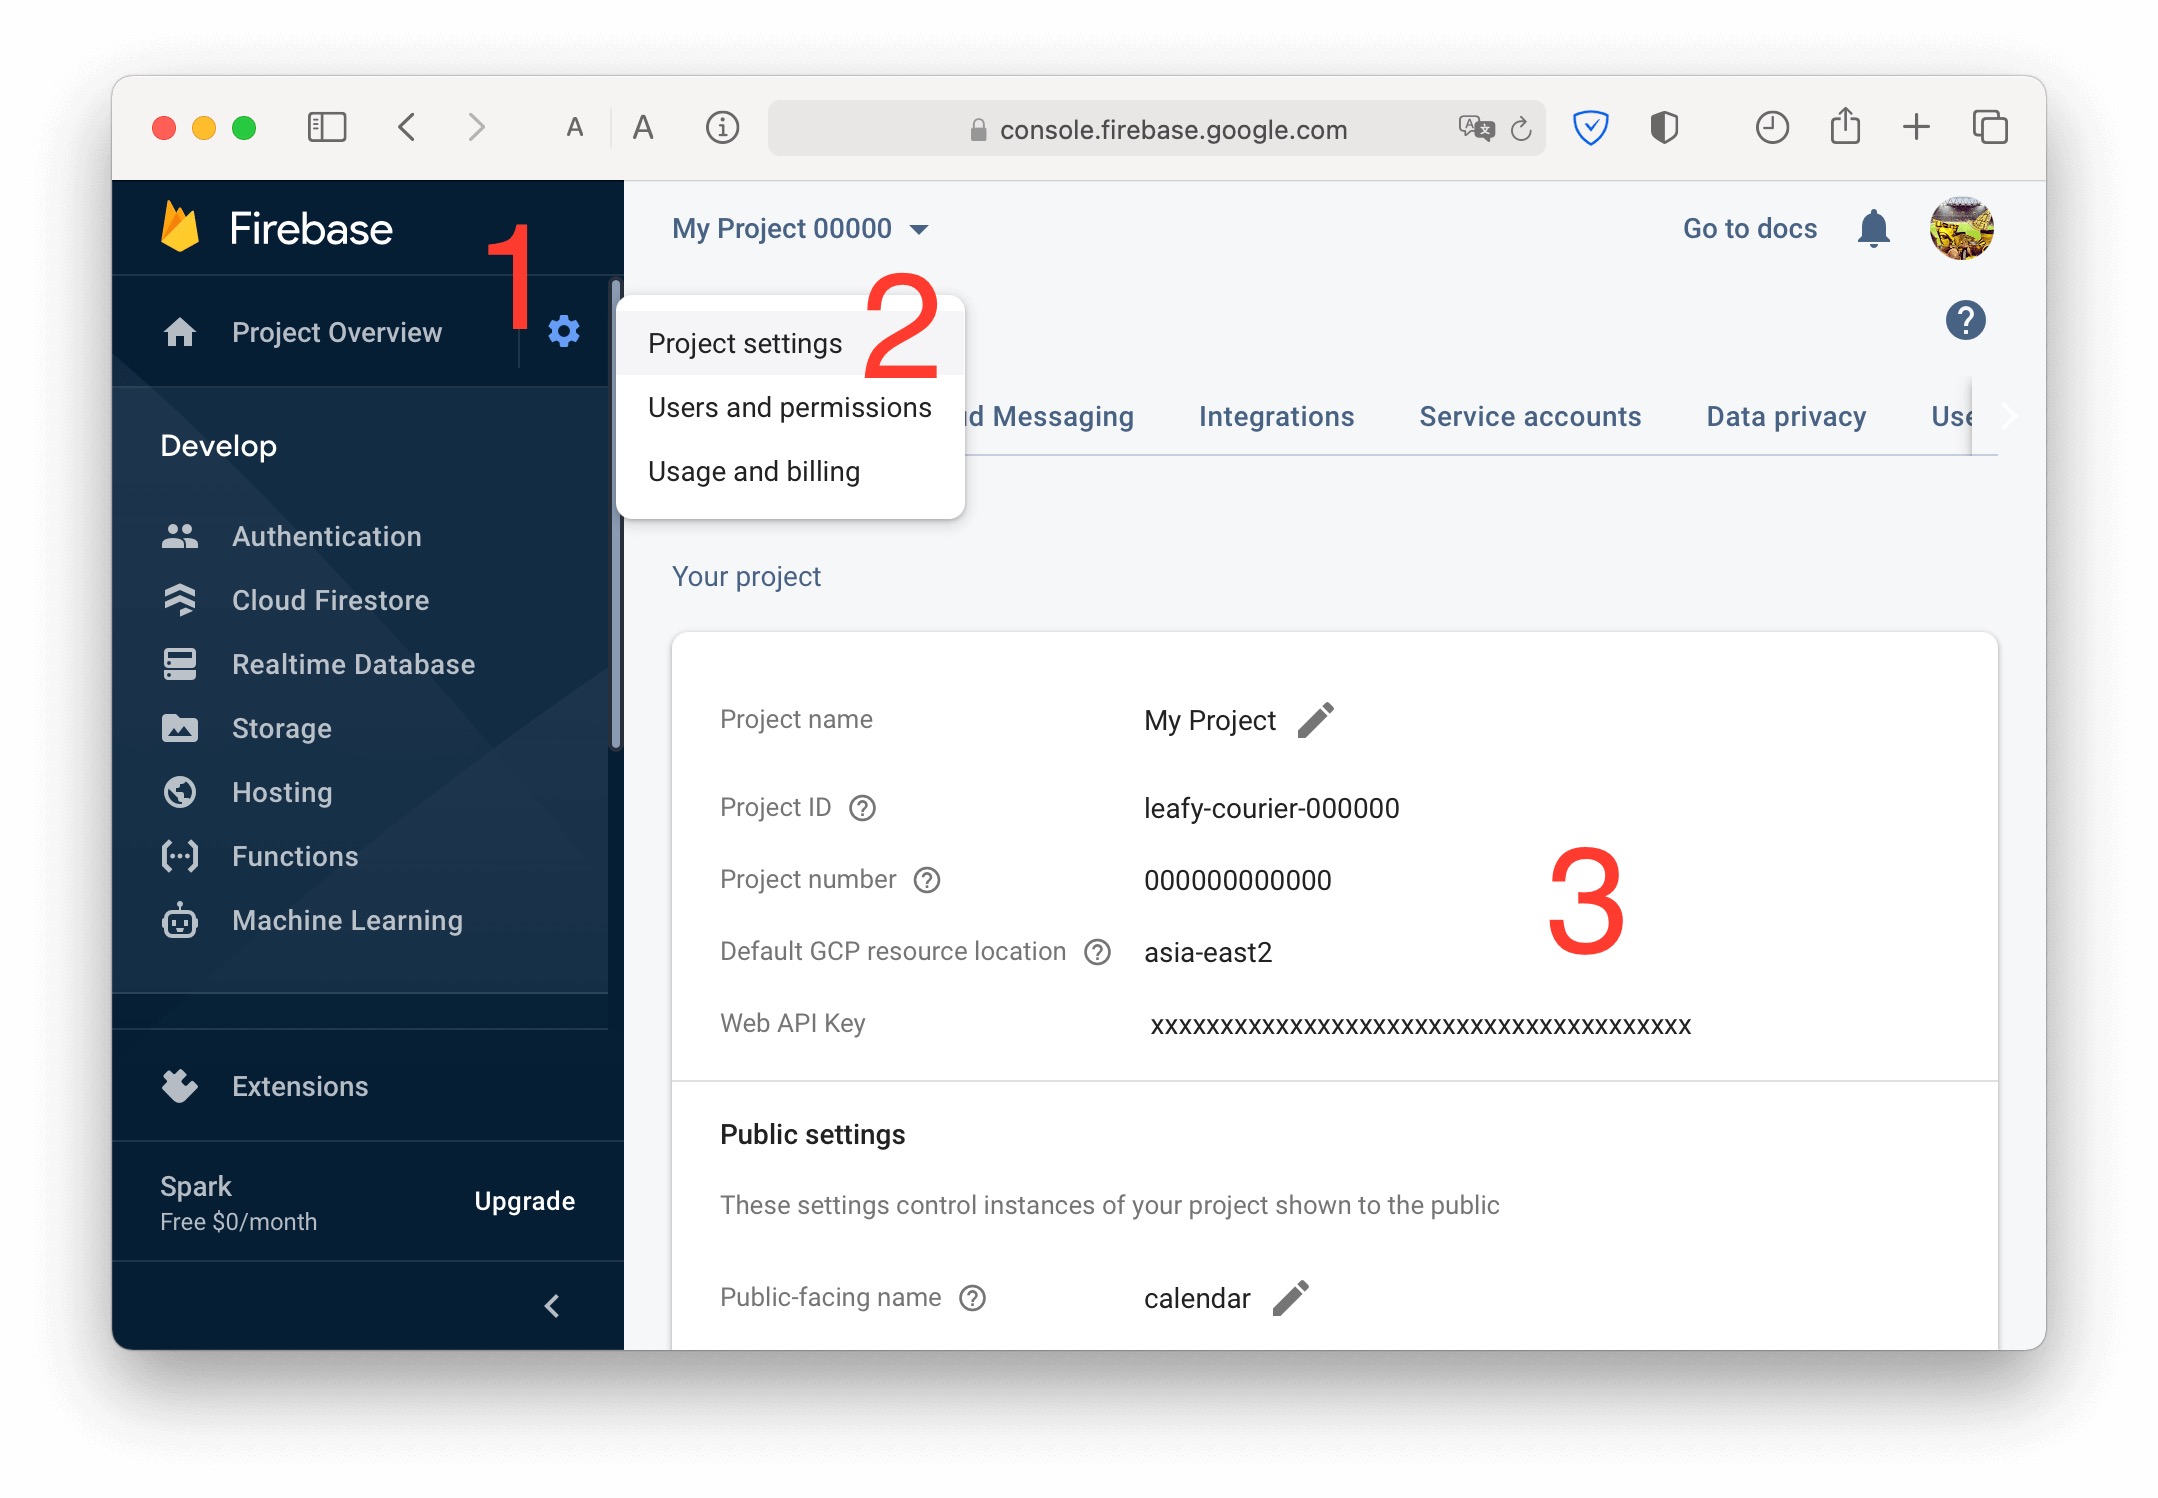 A A console.firebase.google.com
Firebase
1
Project Overview
Develop
Authentication
Cloud Firestore
Realtime Database
Storage
Hosting
Functions
Machine Learning
Extensions
Spark
Free $0/month
Upgrade
My Project 00000
Go to docs
2
Project settings
Users and permissions
Usage and billing
Messaging Integrations Service accounts Data privacy
Your project
Project name My Project
Project ID leafy-courier-000000
Project number 000000000000
3
Default GCP resource location asia-east2
Web API Key xxxxxxxxxxxxxxxxxxxxxxxxxxxxxxxxxxxxxxx
Public settings
These settings control instances of your project shown to the public
Public-facing name calendar